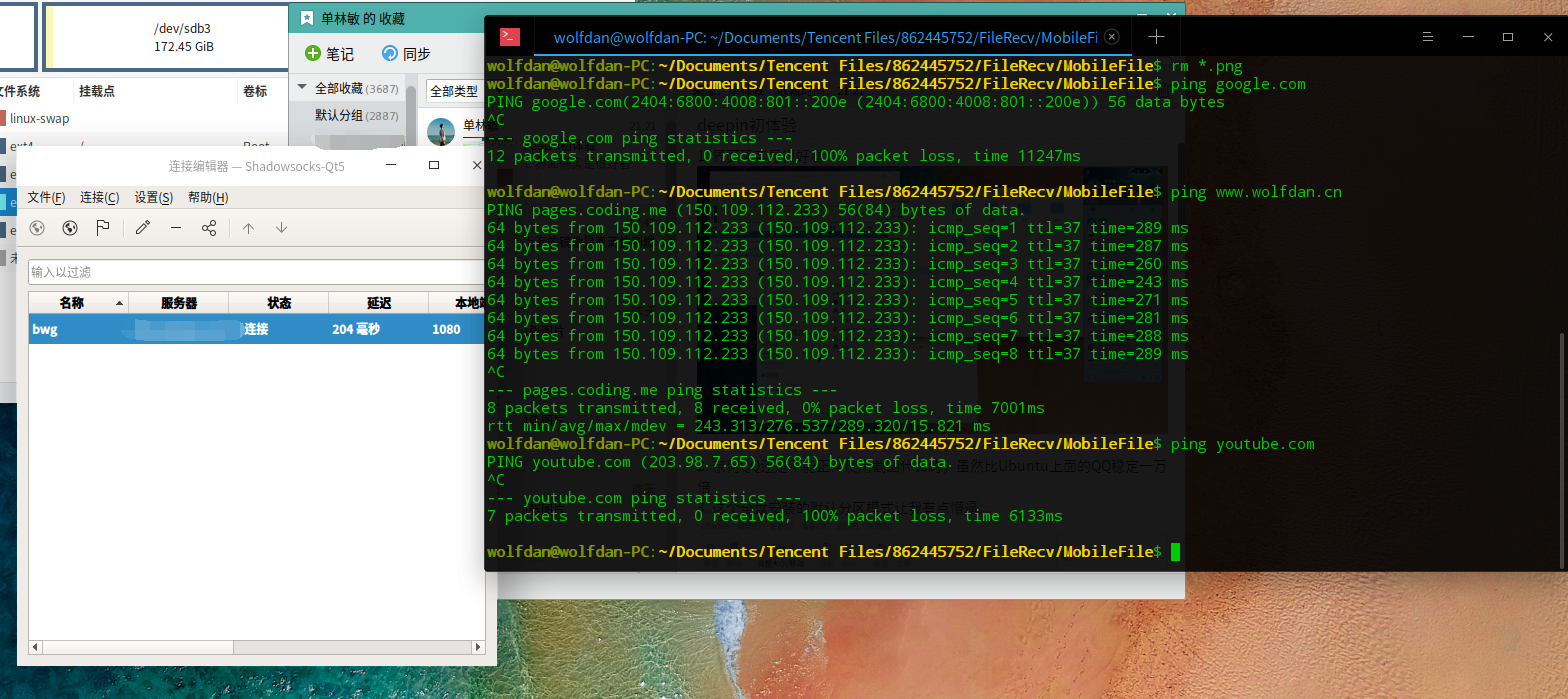 /dev/sdb3
172.45 GiB
文件系统 挂载点 卷标
linux-swap
ext4 / Root
单林敏 的 收藏
笔记 同步
全部收藏 (3687)
全部类型
默认分组 (2887)
单林敏
连接编辑器 — Shadowsocks-Qt5
文件(F) 连接(C) 设置(S) 帮助(H)
输入以过滤
名称 服务器 状态 延迟 本地端
bwg 连接 204 毫秒 1080
wolfdan@wolfdan-PC: ~/Documents/Tencent Files/862445752/FileRecv/MobileFi
wolfdan@wolfdan-PC:~/Documents/Tencent Files/862445752/FileRecv/MobileFile$ rm *.png
wolfdan@wolfdan-PC:~/Documents/Tencent Files/862445752/FileRecv/MobileFile$ ping google.com
PING google.com(2404:6800:4008:801::200e (2404:6800:4008:801::200e)) 56 data bytes
^C
--- google.com ping statistics ---
12 packets transmitted, 0 received, 100% packet loss, time 11247ms
wolfdan@wolfdan-PC:~/Documents/Tencent Files/862445752/FileRecv/MobileFile$ ping www.wolfdan.cn
PING pages.coding.me (150.109.112.233) 56(84) bytes of data.
64 bytes from 150.109.112.233 (150.109.112.233): icmp_seq=1 ttl=37 time=289 ms
64 bytes from 150.109.112.233 (150.109.112.233): icmp_seq=2 ttl=37 time=287 ms
64 bytes from 150.109.112.233 (150.109.112.233): icmp_seq=3 ttl=37 time=260 ms
64 bytes from 150.109.112.233 (150.109.112.233): icmp_seq=4 ttl=37 time=243 ms
64 bytes from 150.109.112.233 (150.109.112.233): icmp_seq=5 ttl=37 time=271 ms
64 bytes from 150.109.112.233 (150.109.112.233): icmp_seq=6 ttl=37 time=281 ms
64 bytes from 150.109.112.233 (150.109.112.233): icmp_seq=7 ttl=37 time=288 ms
64 bytes from 150.109.112.233 (150.109.112.233): icmp_seq=8 ttl=37 time=289 ms
^C
--- pages.coding.me ping statistics ---
8 packets transmitted, 8 received, 0% packet loss, time 7001ms
rtt min/avg/max/mdev = 243.313/276.537/289.320/15.821 ms
wolfdan@wolfdan-PC:~/Documents/Tencent Files/862445752/FileRecv/MobileFile$ ping youtube.com
PING youtube.com (203.98.7.65) 56(84) bytes of data.
^C
--- youtube.com ping statistics ---
7 packets transmitted, 0 received, 100% packet loss, time 6133ms
wolfdan@wolfdan-PC:~/Documents/Tencent Files/862445752/FileRecv/MobileFile$
deepin初体验
虽然比Ubuntu上面的QQ稳定一万